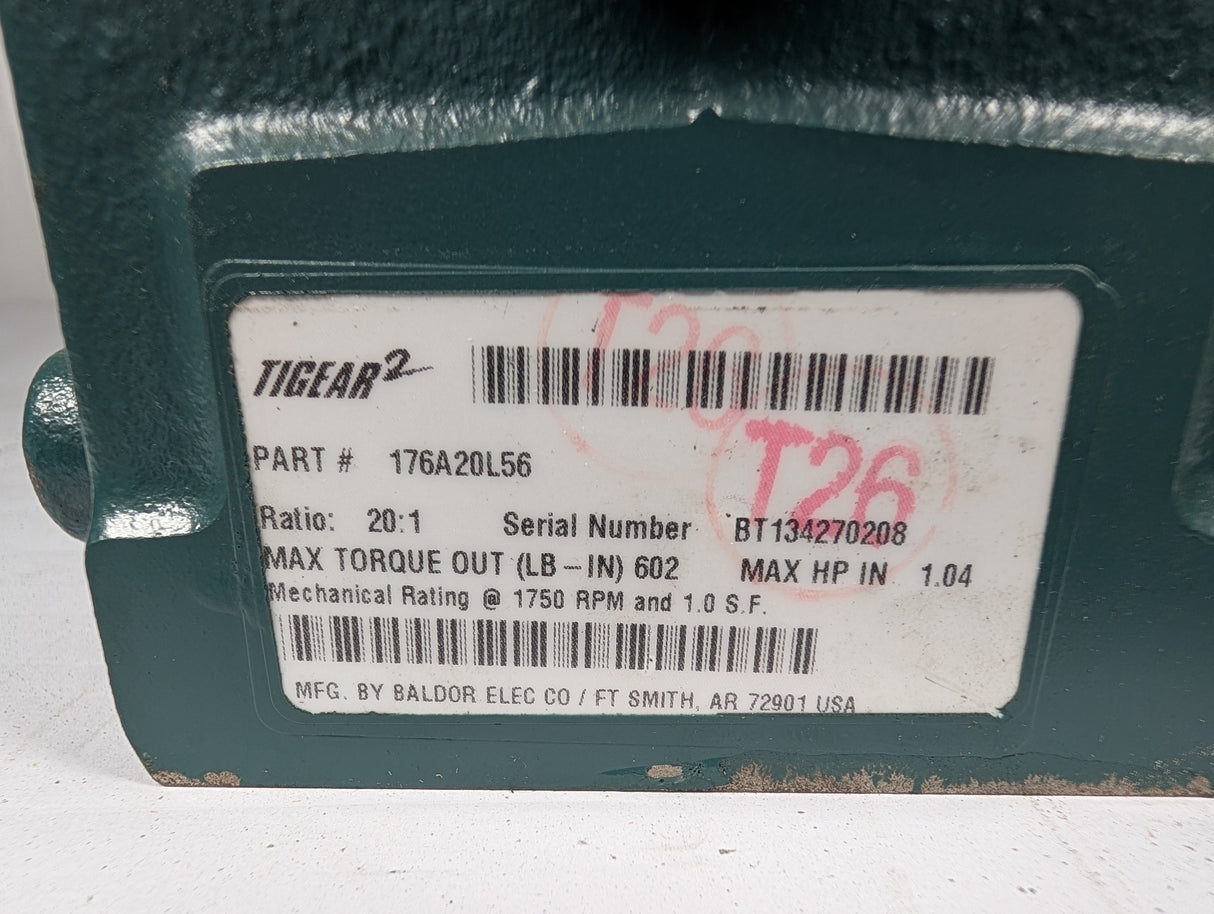 T26
TIGEAR2
T26
PART # 176A20L56
Ratio: 20:1 Serial Number BT134270208
MAX TORQUE OUT (LB-IN) 602 MAX HP IN 1.04
Mechanical Rating @ 1750 RPM and 1.0 S.F.
MFG. BY BALDOR ELEC CO / FT SMITH, AR 72901 USA